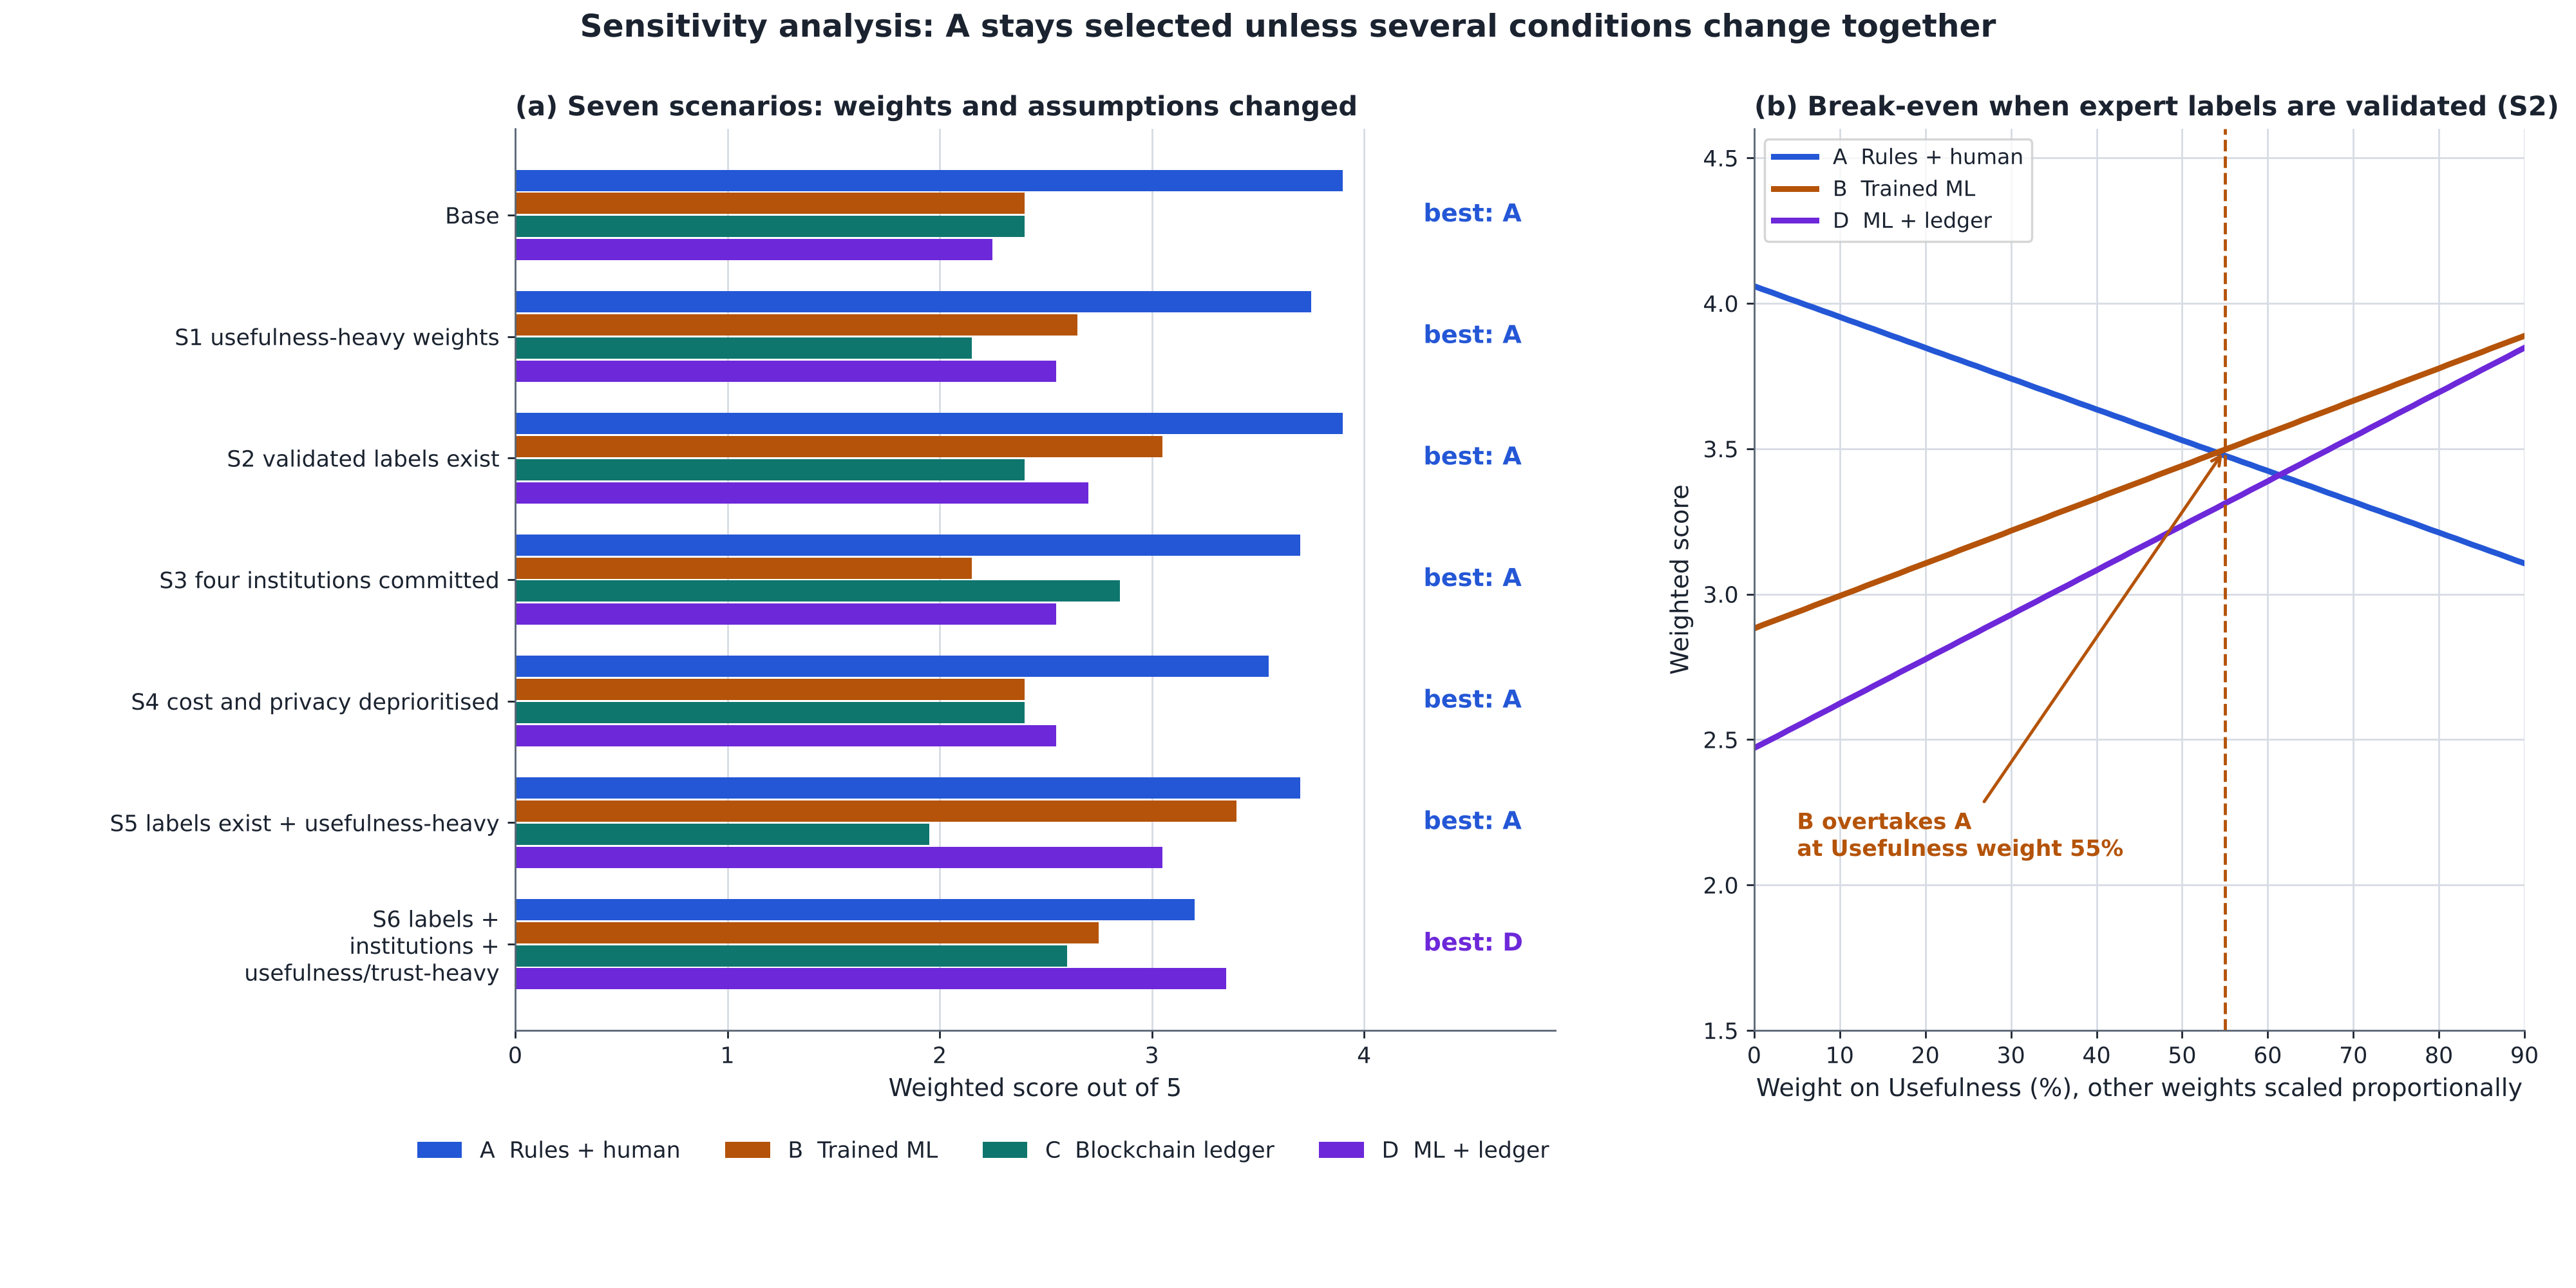 Sensitivity analysis: A stays selected unless several conditions change together
(a) Seven scenarios: weights and assumptions changed
Base
best: A
S1 usefulness-heavy weights
best: A
S2 validated labels exist
best: A
S3 four institutions committed
best: A
S4 cost and privacy deprioritised
best: A
S5 labels exist + usefulness-heavy
best: A
S6 labels +
institutions +
usefulness/trust-heavy
best: D
0 1 2 3 4
Weighted score out of 5
A Rules + human
B Trained ML
C Blockchain ledger
D ML + ledger
(b) Break-even when expert labels are validated (S2)
A Rules + human
B Trained ML
D ML + ledger
4.5
4.0
3.5
3.0
2.5
2.0
1.5
Weighted score
B overtakes A
at Usefulness weight 55%
0 10 20 30 40 50 60 70 80 90
Weight on Usefulness (%), other weights scaled proportionally